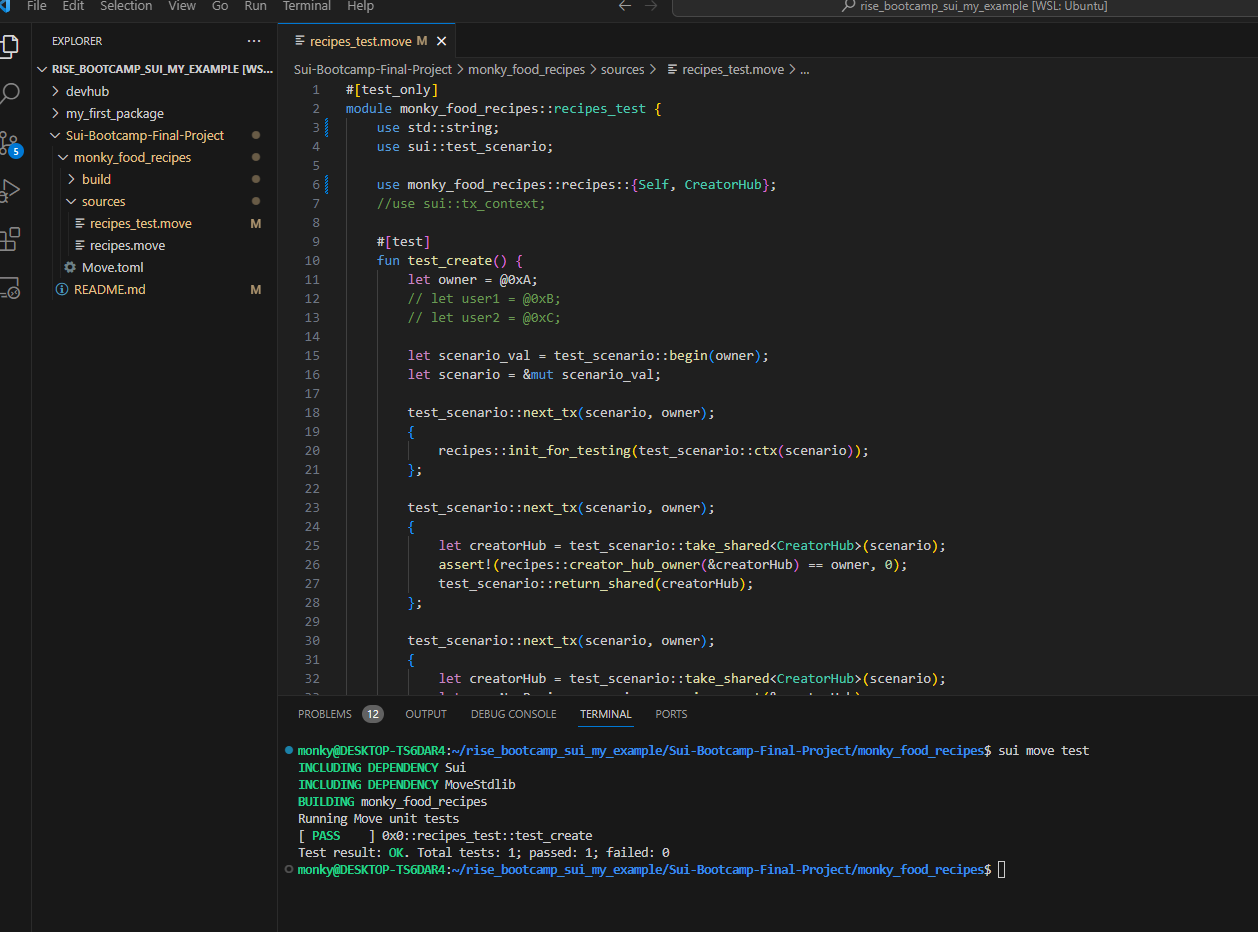 File Edit Selection View Go Run Terminal Help
rise_bootcamp_sui_my_example [WSL: Ubuntu]
EXPLORER
RISE_BOOTCAMP_SUI_MY_EXAMPLE [WS...
devhub
my_first_package
Sui-Bootcamp-Final-Project
monky_food_recipes
build
sources
recipes_test.move M
recipes.move
Move.toml
README.md M
5
recipes_test.move M
Sui-Bootcamp-Final-Project > monky_food_recipes > sources > recipes_test.move > ...
1 #[test_only]
2 module monky_food_recipes::recipes_test {
3 use std::string;
4 use sui::test_scenario;
5
6 use monky_food_recipes::recipes::{Self, CreatorHub};
7 //use sui::tx_context;
8
9 #[test]
10 fun test_create() {
11 let owner = @0xA;
12 // let user1 = @0xB;
13 // let user2 = @0xC;
14
15 let scenario_val = test_scenario::begin(owner);
16 let scenario = &mut scenario_val;
17
18 test_scenario::next_tx(scenario, owner);
19 {
20 recipes::init_for_testing(test_scenario::ctx(scenario));
21 };
22
23 test_scenario::next_tx(scenario, owner);
24 {
25 let creatorHub = test_scenario::take_shared<CreatorHub>(scenario);
26 assert!(recipes::creator_hub_owner(&creatorHub) == owner, 0);
27 test_scenario::return_shared(creatorHub);
28 };
29
30 test_scenario::next_tx(scenario, owner);
31 {
32 let creatorHub = test_scenario::take_shared<CreatorHub>(scenario);
PROBLEMS 12 OUTPUT DEBUG CONSOLE TERMINAL PORTS
monky@DESKTOP-TS6DAR4:~/rise_bootcamp_sui_my_example/Sui-Bootcamp-Final-Project/monky_food_recipes$ sui move test
INCLUDING DEPENDENCY Sui
INCLUDING DEPENDENCY MoveStdlib
BUILDING monky_food_recipes
Running Move unit tests
[ PASS    ] 0x0::recipes_test::test_create
Test result: OK. Total tests: 1; passed: 1; failed: 0
monky@DESKTOP-TS6DAR4:~/rise_bootcamp_sui_my_example/Sui-Bootcamp-Final-Project/monky_food_recipes$